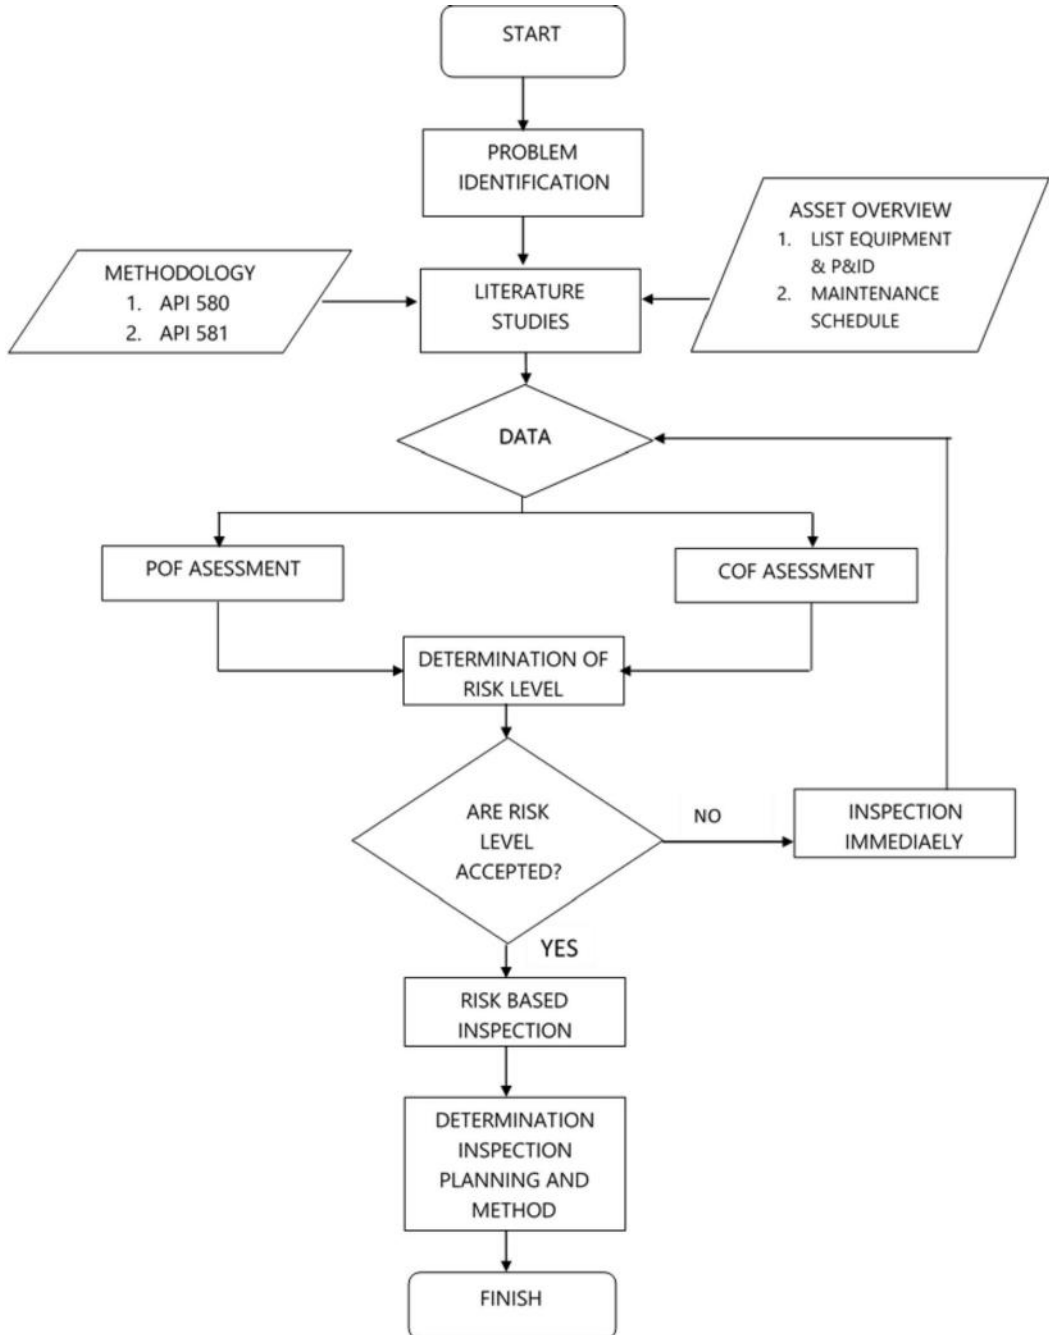 START
PROBLEM
IDENTIFICATION
ASSET OVERVIEW
1. LIST EQUIPMENT
& P&ID
2. MAINTENANCE
SCHEDULE
METHODOLOGY
1. API 580
2. API 581
LITERATURE
STUDIES
DATA
POF ASESSMENT
COF ASESSMENT
DETERMINATION OF
RISK LEVEL
ARE RISK
LEVEL
ACCEPTED?
NO
INSPECTION
IMMEDIAELY
YES
RISK BASED
INSPECTION
DETERMINATION
INSPECTION
PLANNING AND
METHOD
FINISH